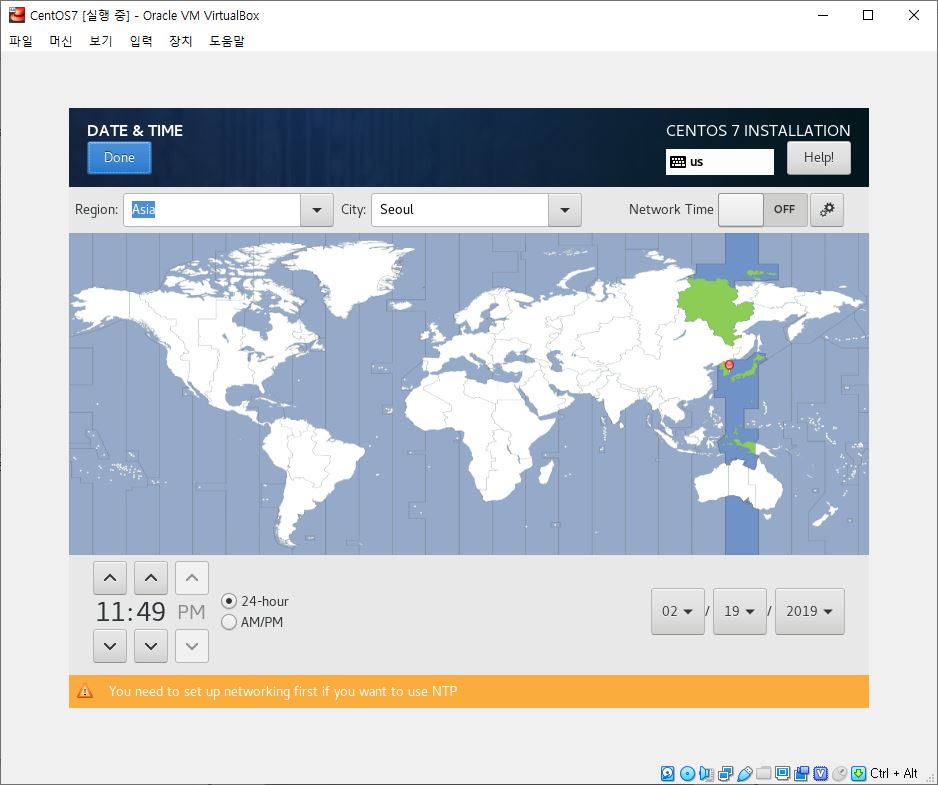 CentOS7 [실행 중] - Oracle VM VirtualBox
파일 머신 보기 입력 장치 도움말
DATE & TIME
CENTOS 7 INSTALLATION
Done
us
Help!
Region: Asia City: Seoul Network Time OFF
11:49 PM
24-hour
AM/PM
02 / 19 / 2019
You need to set up networking first if you want to use NTP
Ctrl + Alt